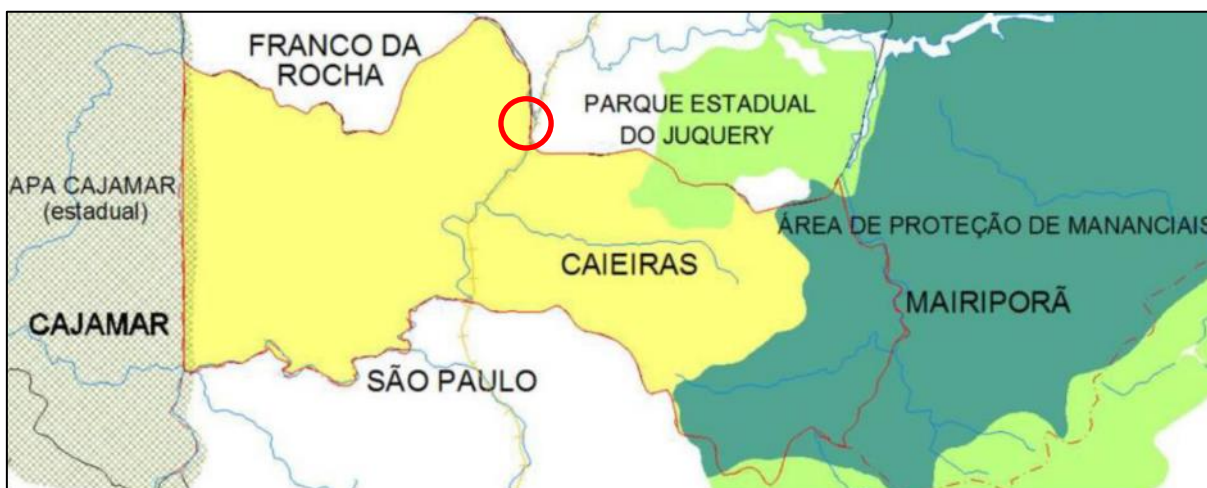 FRANCO DA
ROCHA
PARQUE ESTADUAL
DO JUQUERY
APA CAJAMAR
(estadual)
ÁREA DE PROTEÇÃO DE MANANCIAIS
CAIEIRAS
MAIRIPORÃ
CAJAMAR
SÃO PAULO